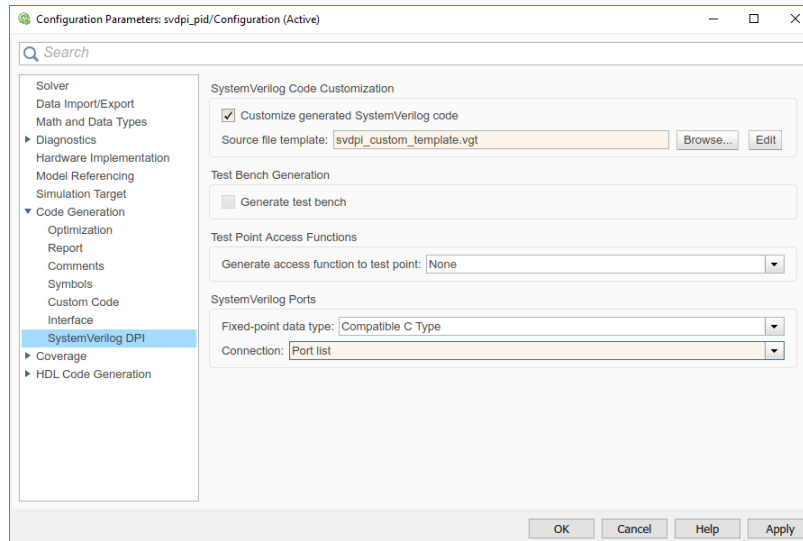 Configuration Parameters: svdpi_pid/Configuration (Active)
Search
Solver
Data Import/Export
Math and Data Types
Diagnostics
Hardware Implementation
Model Referencing
Simulation Target
Code Generation
Optimization
Report
Comments
Symbols
Custom Code
Interface
SystemVerilog DPI
Coverage
HDL Code Generation
SystemVerilog Code Customization
Customize generated SystemVerilog code
Source file template: svdpi_custom_template.vgt Browse... Edit
Test Bench Generation
Generate test bench
Test Point Access Functions
Generate access function to test point: None
SystemVerilog Ports
Fixed-point data type: Compatible C Type
Connection: Port list
OK Cancel Help Apply